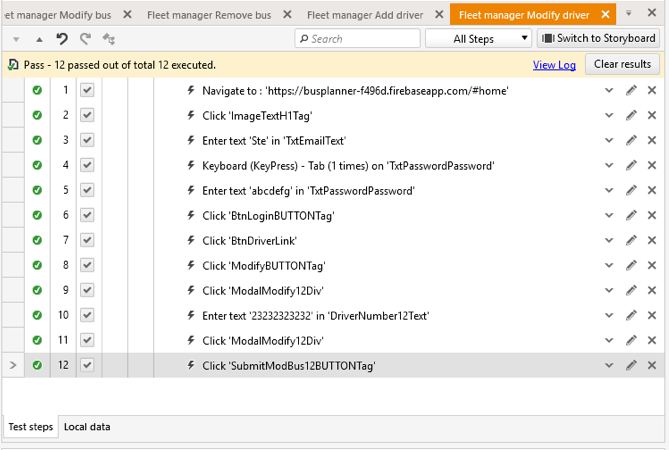 et manager Modify bus
Fleet manager Remove bus
Fleet manager Add driver
Fleet manager Modify driver
Search
All Steps
Switch to Storyboard
Pass - 12 passed out of total 12 executed.
View Log
Clear results
1 Navigate to : 'https://busplanner-f496d.firebaseapp.com/#home'
2 Click 'ImageTextH1Tag'
3 Enter text 'Ste' in 'TxtEmailText'
4 Keyboard (KeyPress) - Tab (1 times) on 'TxtPasswordPassword'
5 Enter text 'abcdefg' in 'TxtPasswordPassword'
6 Click 'BtnLoginBUTTONTag'
7 Click 'BtnDriverLink'
8 Click 'ModifyBUTTONTag'
9 Click 'ModalModify12Div'
10 Enter text '23232323232' in 'DriverNumber12Text'
11 Click 'ModalModify12Div'
12 Click 'SubmitModBus12BUTTONTag'
Test steps
Local data